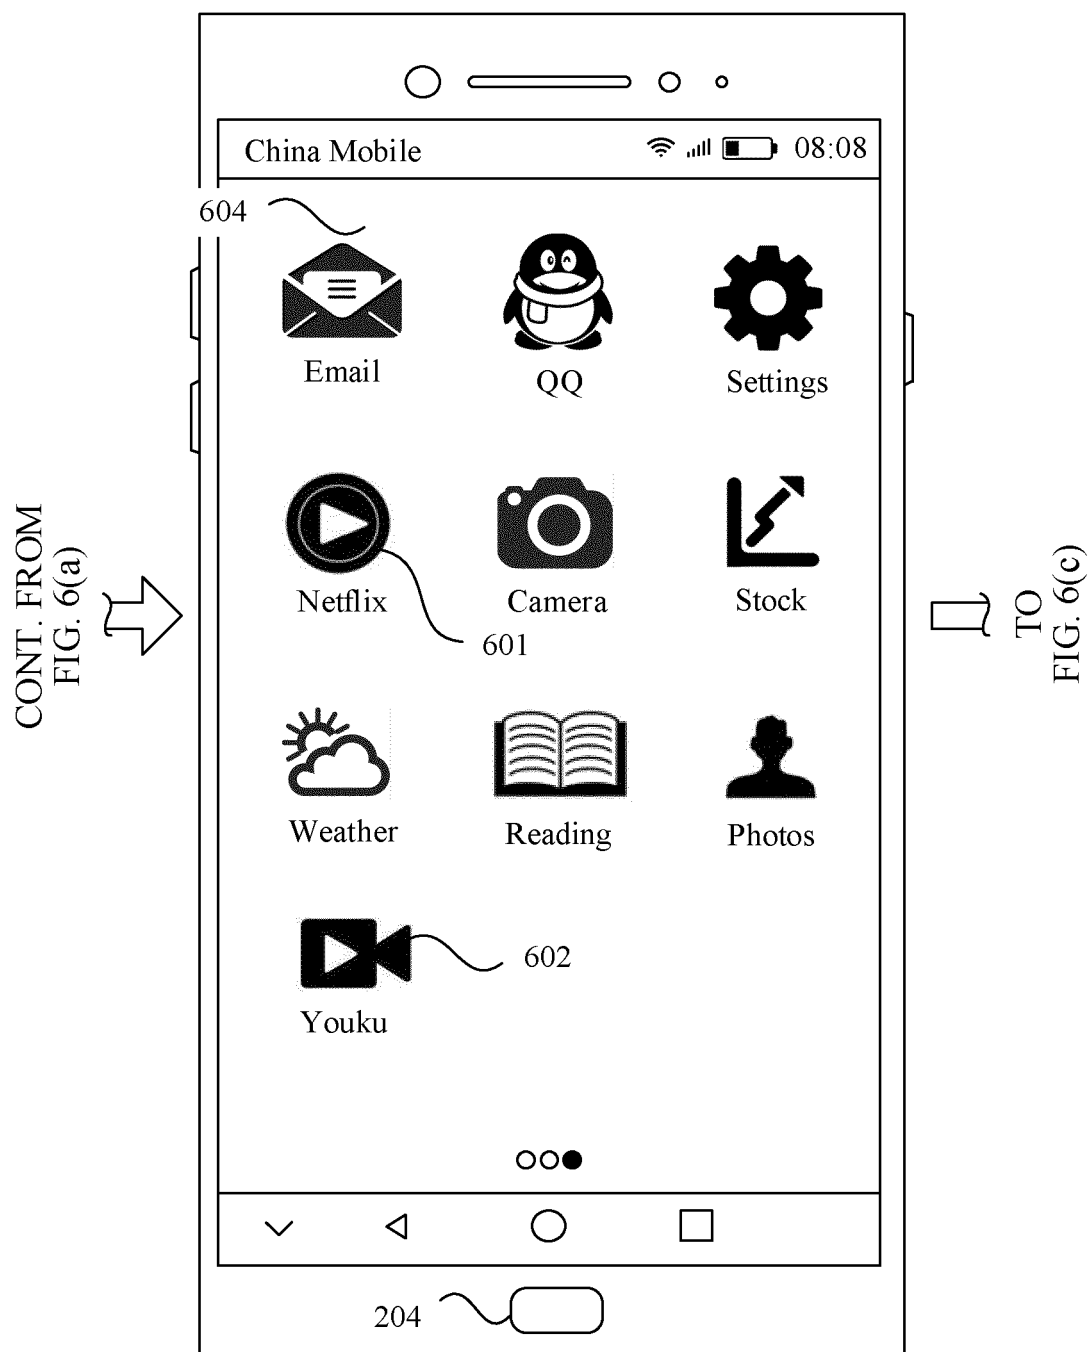 China Mobile 08:08
604
Email QQ Settings
Netflix Camera Stock
601
Weather Reading Photos
602
Youku
204
CONT. FROM
FIG. 6(a)
TO
FIG. 6(c)